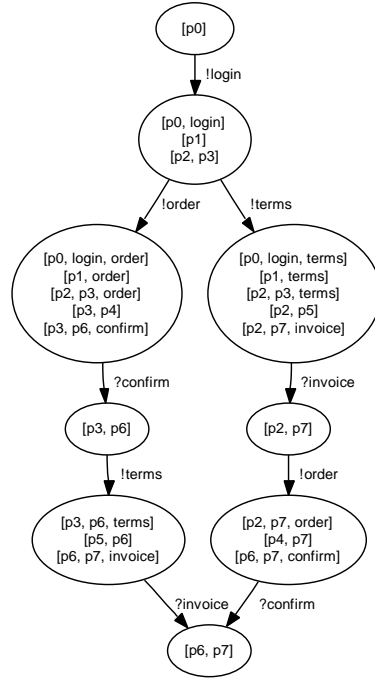 [p0]
!login
[p0, login]
[p1]
[p2, p3]
!order
!terms
[p0, login, order]
[p1, order]
[p2, p3, order]
[p3, p4]
[p3, p6, confirm]
[p0, login, terms]
[p1, terms]
[p2, p3, terms]
[p2, p5]
[p2, p7, invoice]
?confirm
?invoice
[p3, p6]
[p2, p7]
!terms
!order
[p3, p6, terms]
[p5, p6]
[p6, p7, invoice]
[p2, p7, order]
[p4, p7]
[p6, p7, confirm]
?invoice
?confirm
[p6, p7]